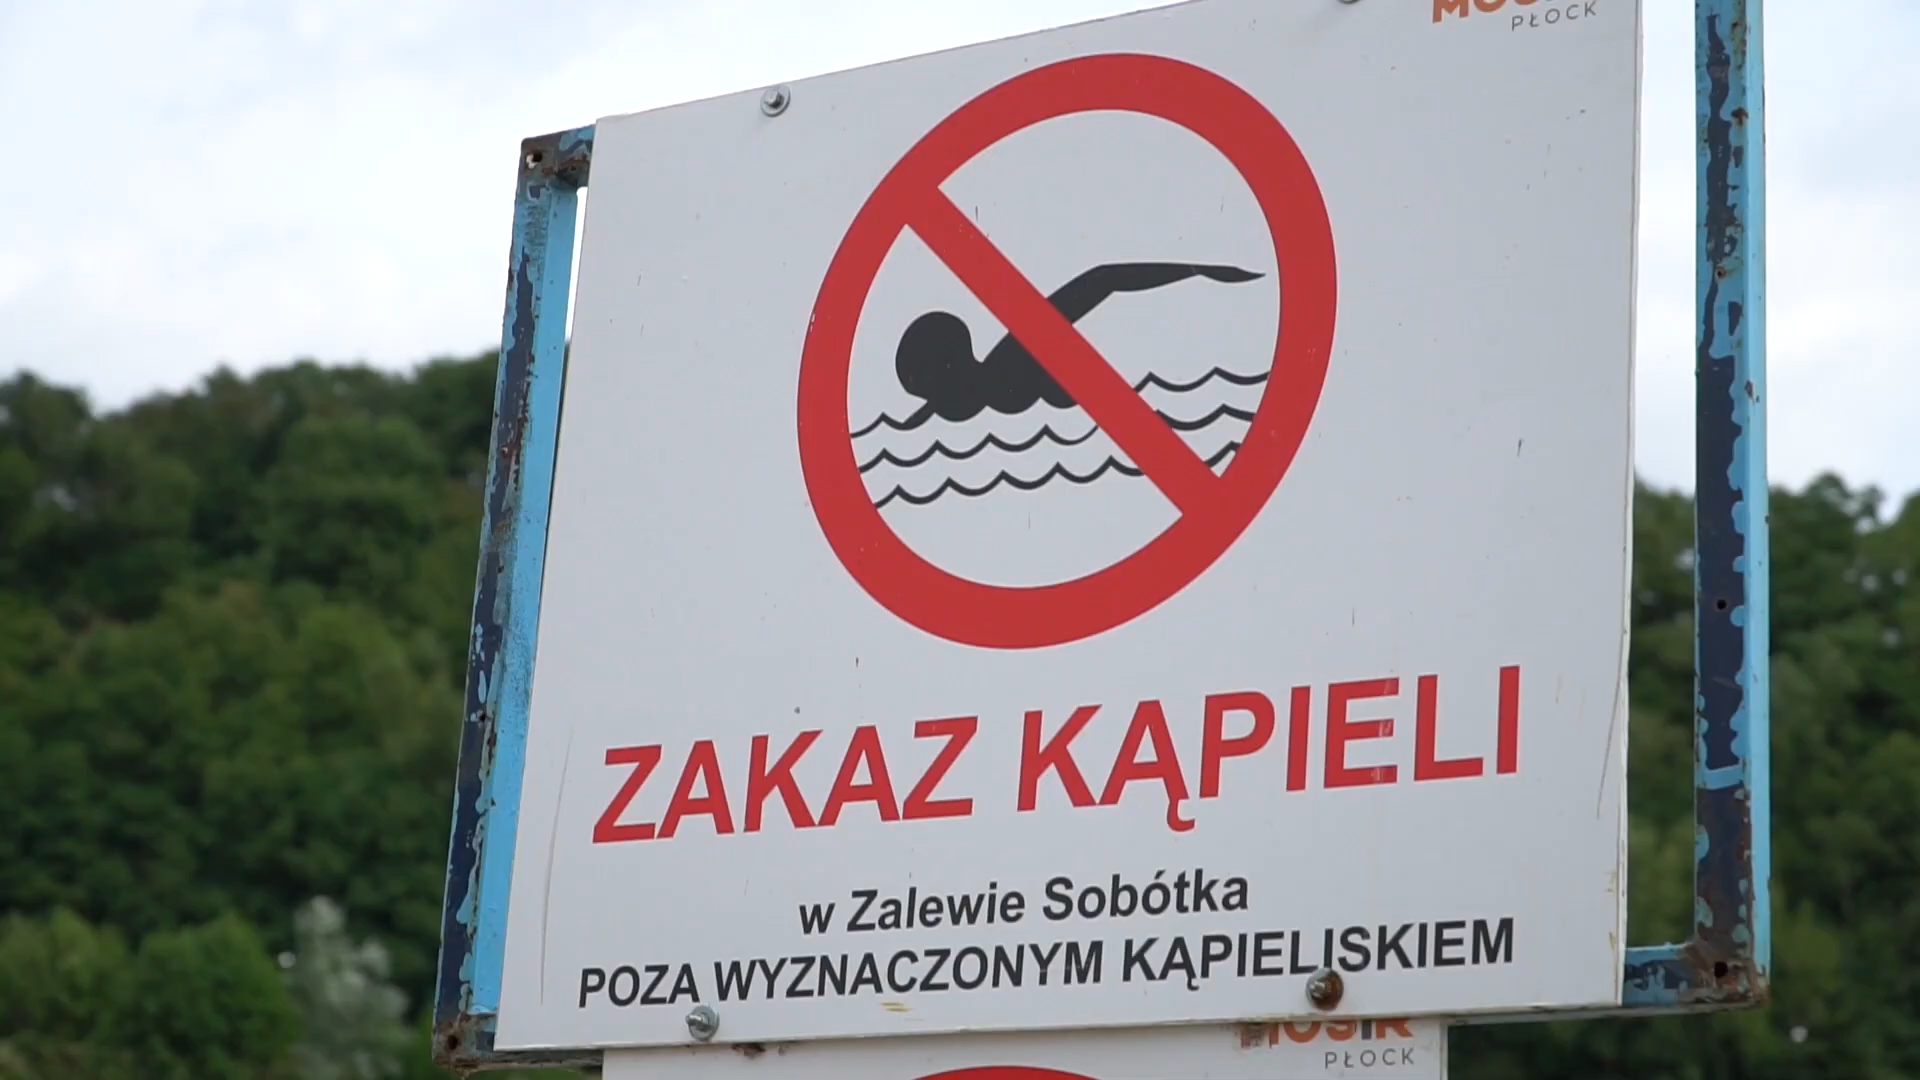 PŁOCK
ZAKAZ KĄPIELI
w Zalewie Sobótka
POZA WYZNACZONYM KĄPIELISKIEM
MOSIR
PŁOCK